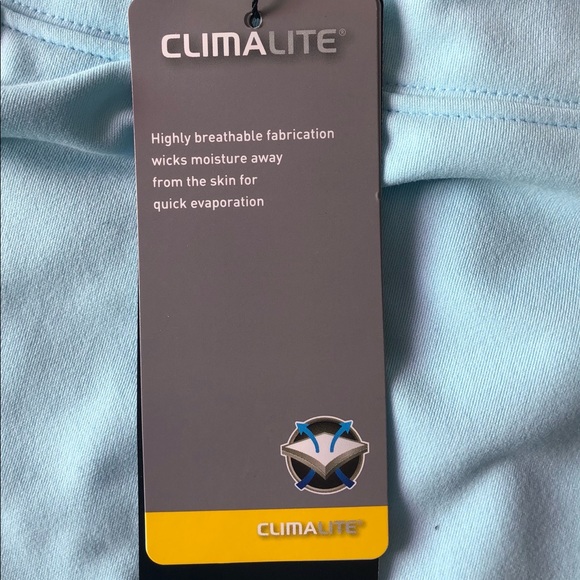 CLIMALITE®
Highly breathable fabrication
wicks moisture away
from the skin for
quick evaporation
CLIMALITE®